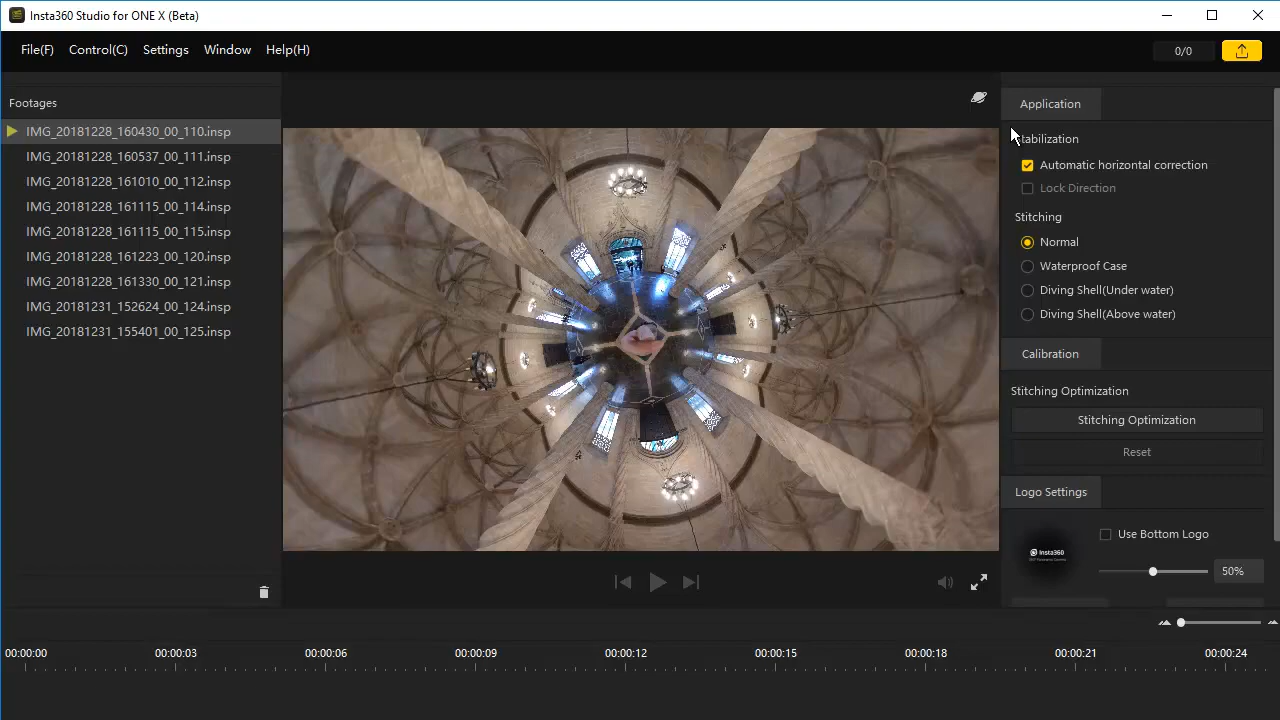 Insta360 Studio for ONE X (Beta)
File(F) Control(C) Settings Window Help(H)
0/0
Footages
IMG_20181228_160430_00_110.insp
IMG_20181228_160537_00_111.insp
IMG_20181228_161010_00_112.insp
IMG_20181228_161115_00_114.insp
IMG_20181228_161115_00_115.insp
IMG_20181228_161223_00_120.insp
IMG_20181228_161330_00_121.insp
IMG_20181231_152624_00_124.insp
IMG_20181231_155401_00_125.insp
Application
Stabilization
Automatic horizontal correction
Lock Direction
Stitching
Normal
Waterproof Case
Diving Shell(Under water)
Diving Shell(Above water)
Calibration
Stitching Optimization
Stitching Optimization
Reset
Logo Settings
Insta360
Use Bottom Logo
50%
00:00:00 00:00:03 00:00:06 00:00:09 00:00:12 00:00:15 00:00:18 00:00:21 00:00:24